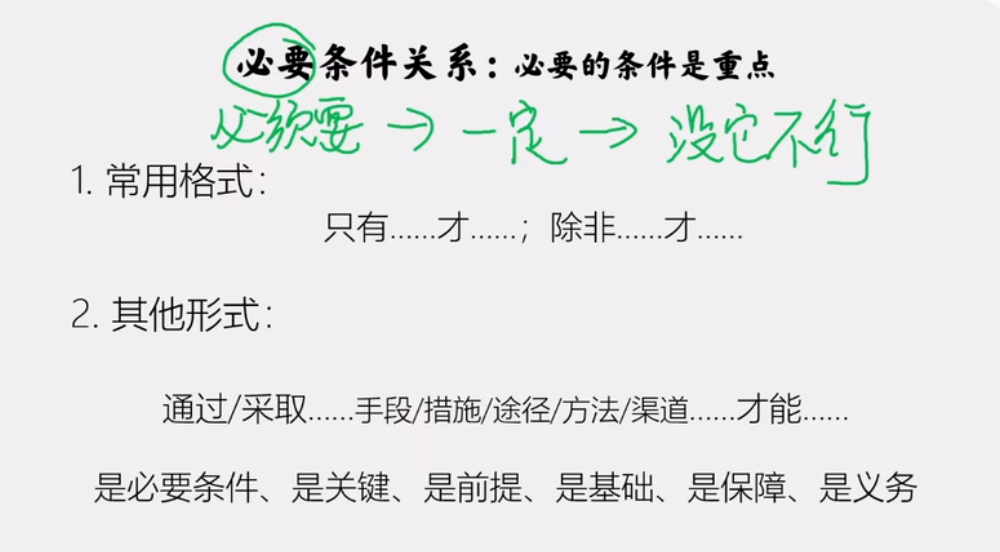 必要条件关系：必要的条件是重点
必须要 → 一定 → 没它不行
1. 常用格式：
只有……才……；除非……才……
2. 其他形式：
通过/采取……手段/措施/途径/方法/渠道……才能……
是必要条件、是关键、是前提、是基础、是保障、是义务